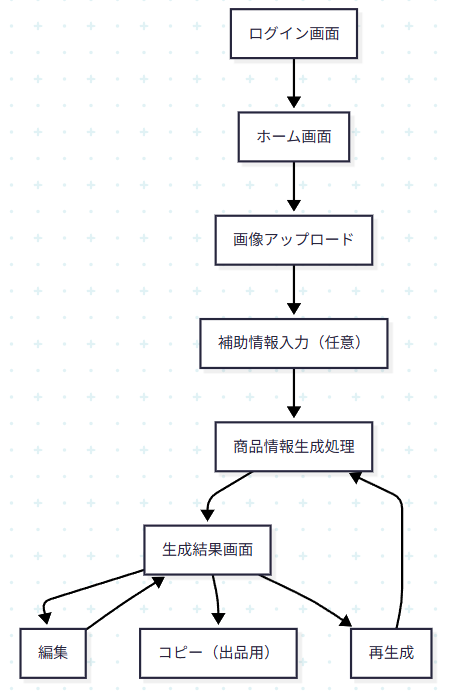 ログイン画面
ホーム画面
画像アップロード
補助情報入力（任意）
商品情報生成処理
生成結果画面
編集
コピー（出品用）
再生成